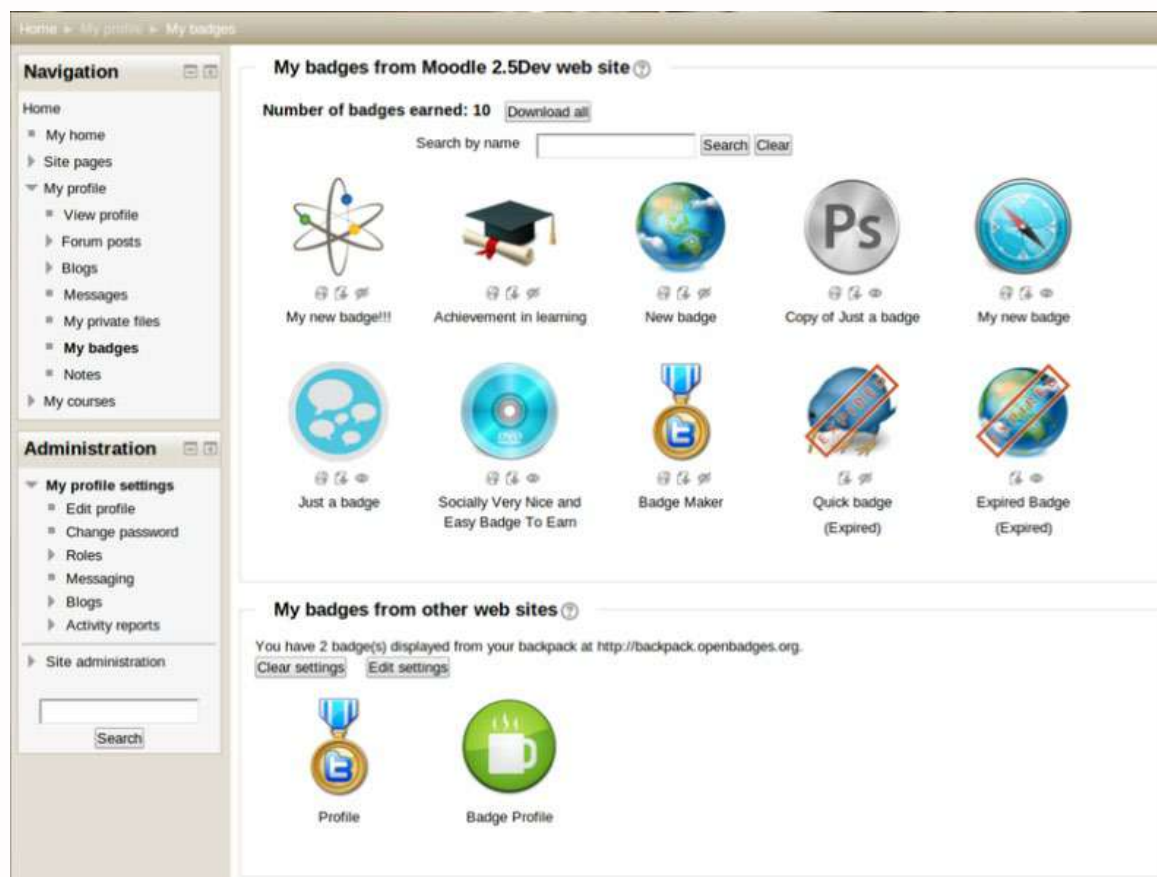 Home ► My profile ► My badges
Navigation
Home
My home
Site pages
My profile
View profile
Forum posts
Blogs
Messages
My private files
My badges
Notes
My courses
Administration
My profile settings
Edit profile
Change password
Roles
Messaging
Blogs
Activity reports
Site administration
Search
My badges from Moodle 2.5Dev web site
Number of badges earned: 10 Download all
Search by name Search Clear
Ps
My new badge!!! Achievement in learning New badge Copy of Just a badge My new badge
DVD
EXPIRED EXPIRED
Just a badge Socially Very Nice and Badge Maker Quick badge Expired Badge
Easy Badge To Earn (Expired) (Expired)
My badges from other web sites
You have 2 badge(s) displayed from your backpack at http://backpack.openbadges.org.
Clear settings Edit settings
Profile Badge Profile